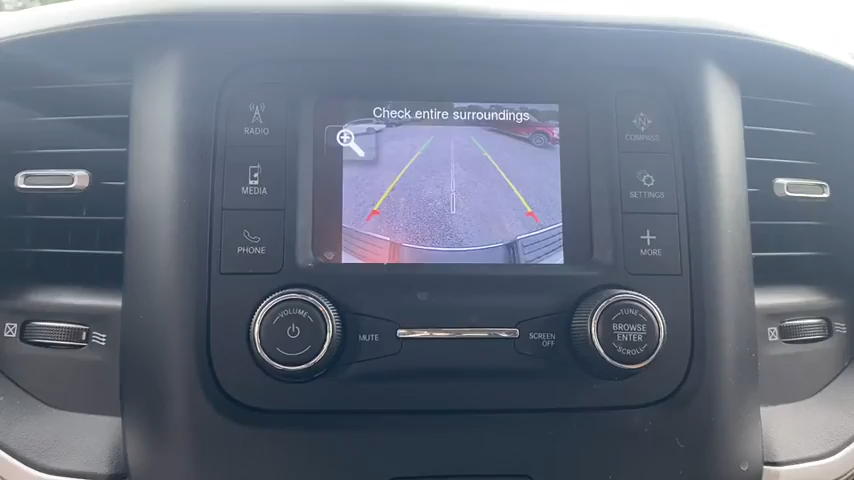 Check entire surroundings
RADIO
MEDIA
PHONE
COMPASS
SETTINGS
MORE
VOLUME
MUTE
SCREEN
OFF
TUNE
BROWSE
ENTER
SCROLL